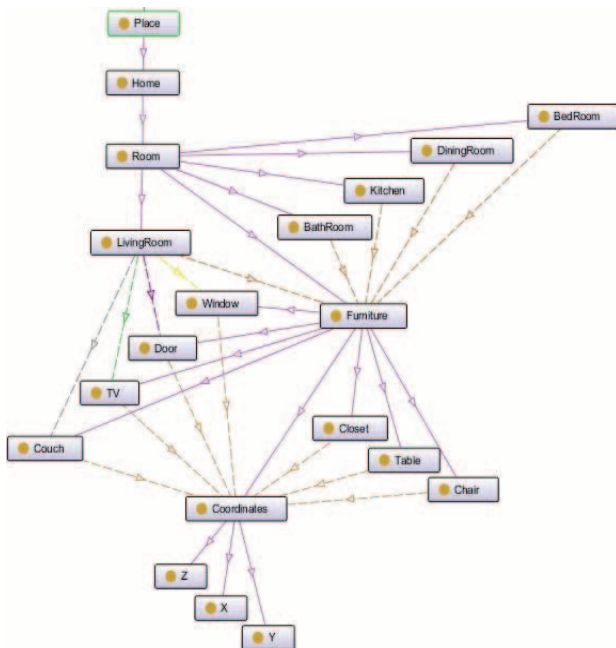 Place
Home
BedRoom
Room
DiningRoom
Kitchen
BathRoom
LivingRoom
Window
Furniture
Door
TV
Closet
Couch
Table
Chair
Coordinates
Z
X
Y